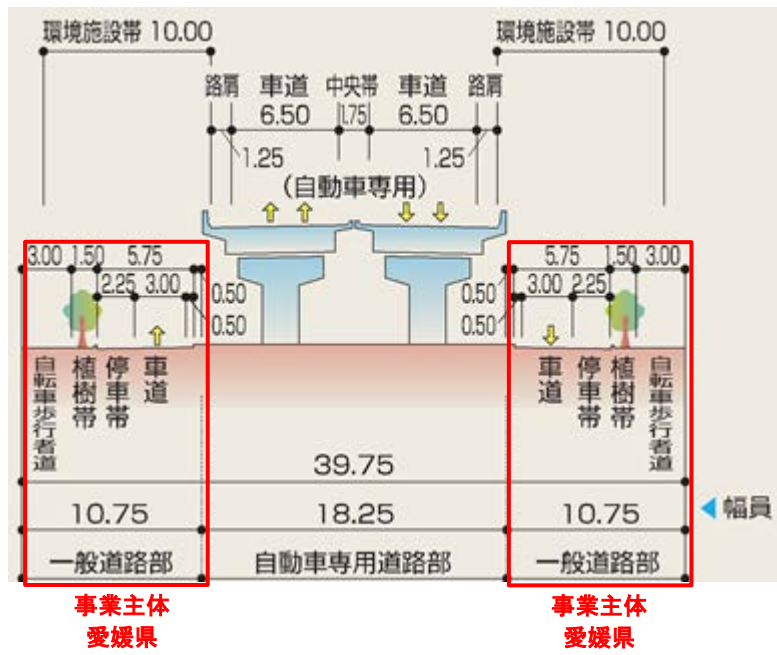 環境施設帯 10.00
環境施設帯 10.00
路肩 車道 中央帯 車道 路肩
6.50 1.75 6.50
1.25 1.25
(自動車専用)
3.00 1.50 5.75
5.75 1.50 3.00
2.25 3.00 0.50
0.50 3.00 2.25
0.50
0.50
自転車歩行者道
植樹帯
停車帯
車道
車道
停車帯
植樹帯
自転車歩行者道
39.75
10.75 18.25 10.75
幅員
一般道路部 自動車専用道路部 一般道路部
事業主体 事業主体
愛媛県 愛媛県